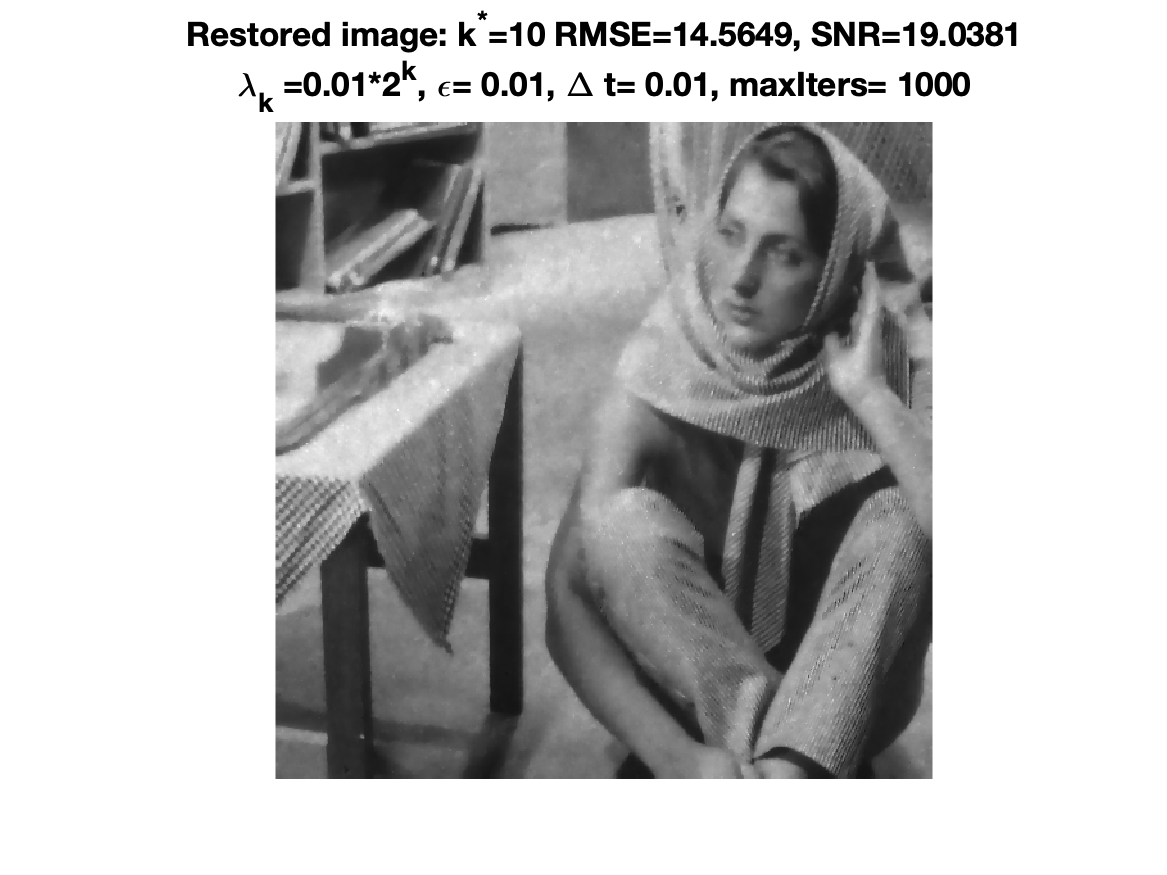 Restored image: k*=10 RMSE=14.5649, SNR=19.0381
λₖ =0.01*2ᵏ, ϵ= 0.01, Δ t= 0.01, maxIters= 1000